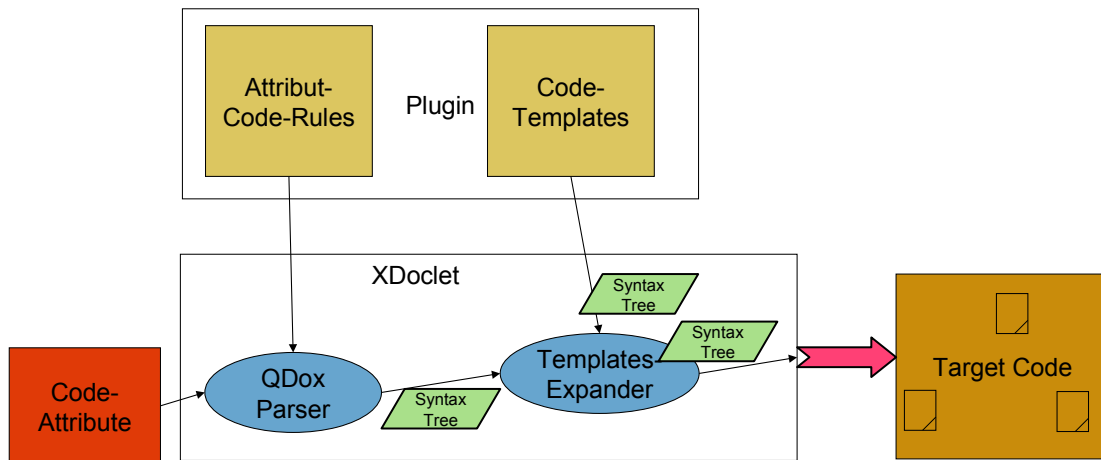 Attribut-
Code-Rules
Plugin
Code-
Templates
XDoclet
Syntax
Tree
Syntax
Tree
Templates
Expander
QDox
Parser
Syntax
Tree
Code-
Attribute
Target Code